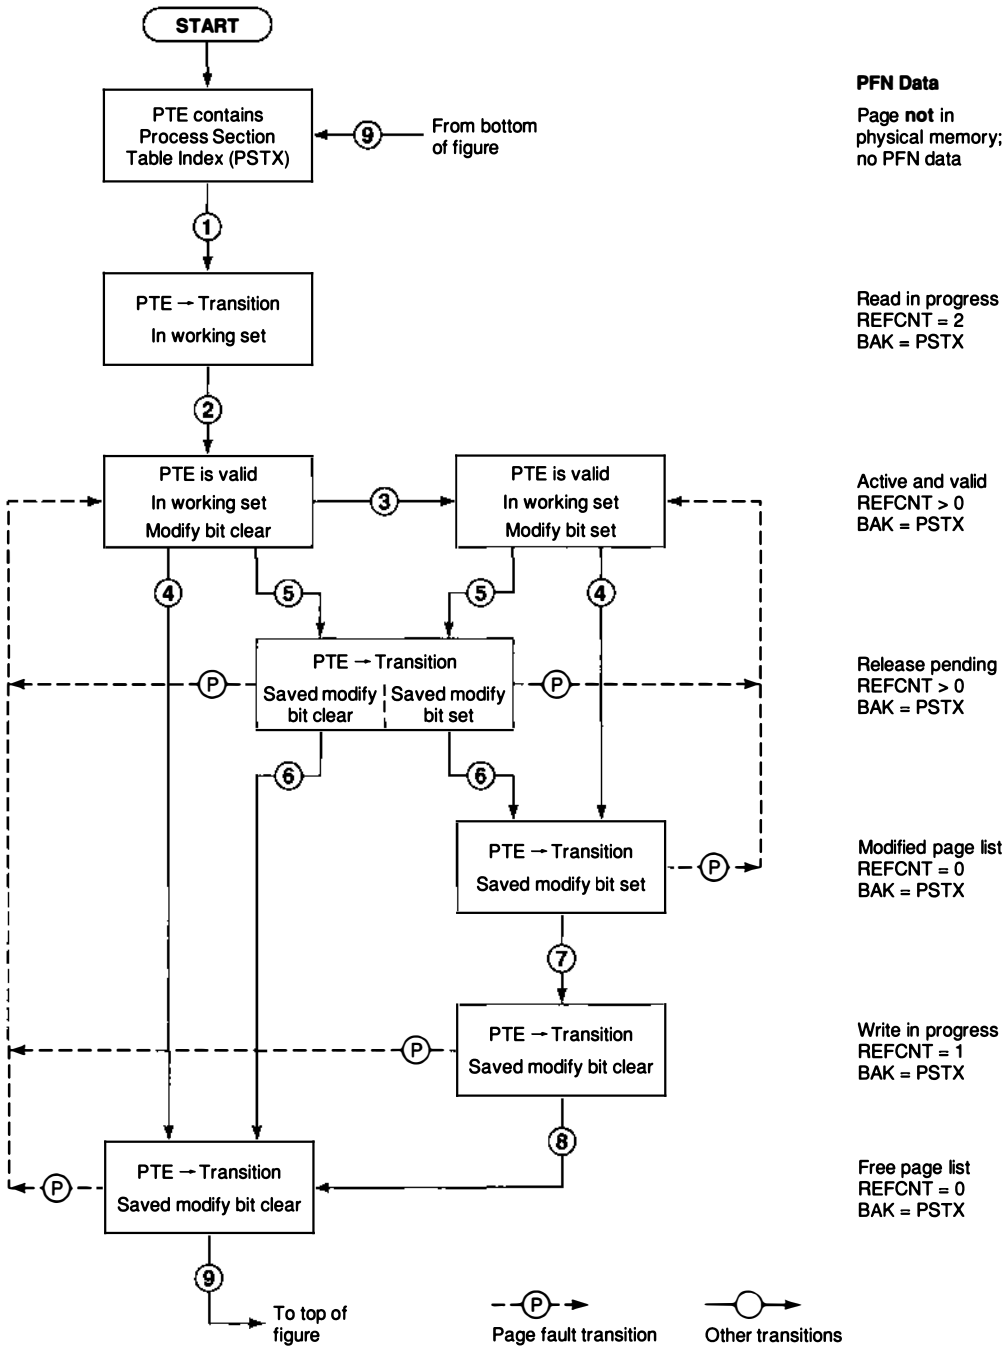 START
PTE contains
Process Section
Table Index (PSTX)
9
From bottom
of figure
PFN Data
Page not in
physical memory;
no PFN data
1
PTE → Transition
In working set
Read in progress
REFCNT = 2
BAK = PSTX
2
PTE is valid
In working set
Modify bit clear
3
PTE is valid
In working set
Modify bit set
Active and valid
REFCNT > 0
BAK = PSTX
4
5
5
4
PTE → Transition
Saved modify
bit clear
Saved modify
bit set
P
P
Release pending
REFCNT > 0
BAK = PSTX
6
6
PTE → Transition
Saved modify bit set
P
Modified page list
REFCNT = 0
BAK = PSTX
7
PTE → Transition
Saved modify bit clear
P
Write in progress
REFCNT = 1
BAK = PSTX
8
PTE → Transition
Saved modify bit clear
P
Free page list
REFCNT = 0
BAK = PSTX
9
To top of
figure
P
Page fault transition
Other transitions